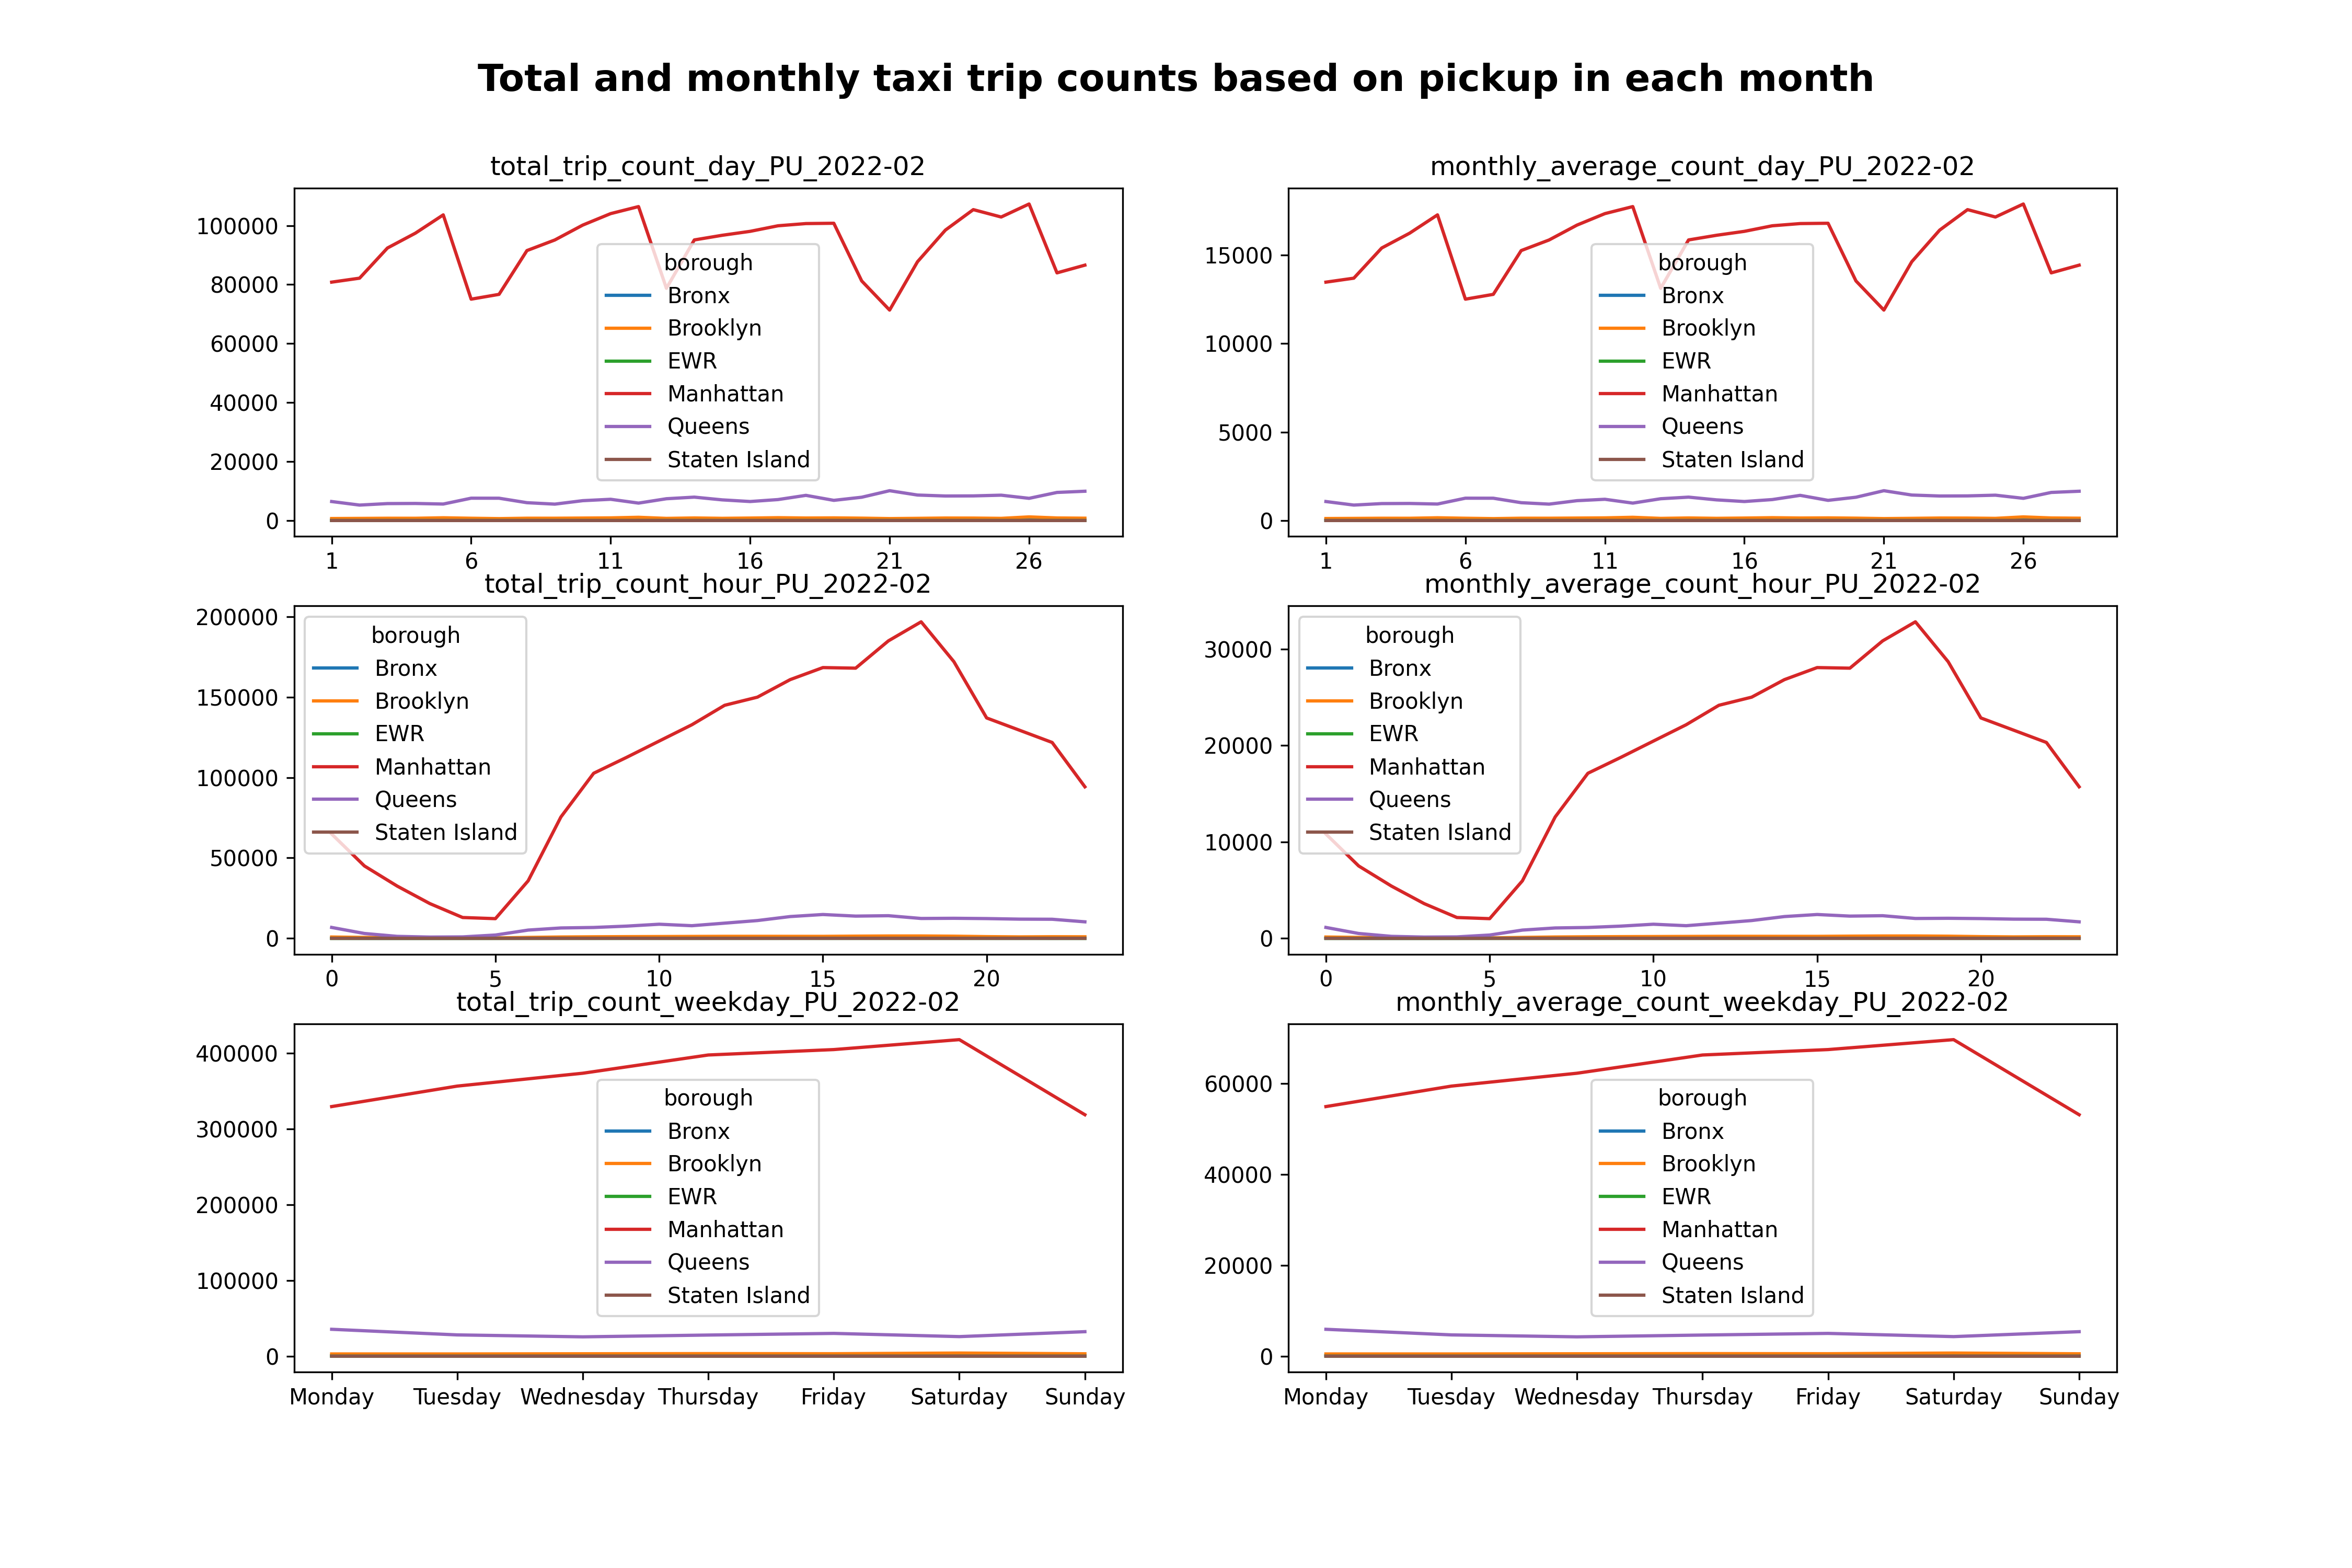 Total and monthly taxi trip counts based on pickup in each month
total_trip_count_day_PU_2022-02
100000
80000
60000
40000
20000
0
borough
Bronx
Brooklyn
EWR
Manhattan
Queens
Staten Island
1 6 11 16 21 26
monthly_average_count_day_PU_2022-02
15000
10000
5000
0
borough
Bronx
Brooklyn
EWR
Manhattan
Queens
Staten Island
1 6 11 16 21 26
total_trip_count_hour_PU_2022-02
200000
150000
100000
50000
0
borough
Bronx
Brooklyn
EWR
Manhattan
Queens
Staten Island
0 5 10 15 20
monthly_average_count_hour_PU_2022-02
30000
20000
10000
0
borough
Bronx
Brooklyn
EWR
Manhattan
Queens
Staten Island
0 5 10 15 20
total_trip_count_weekday_PU_2022-02
400000
300000
200000
100000
0
borough
Bronx
Brooklyn
EWR
Manhattan
Queens
Staten Island
Monday Tuesday Wednesday Thursday Friday Saturday Sunday
monthly_average_count_weekday_PU_2022-02
60000
40000
20000
0
borough
Bronx
Brooklyn
EWR
Manhattan
Queens
Staten Island
Monday Tuesday Wednesday Thursday Friday Saturday Sunday